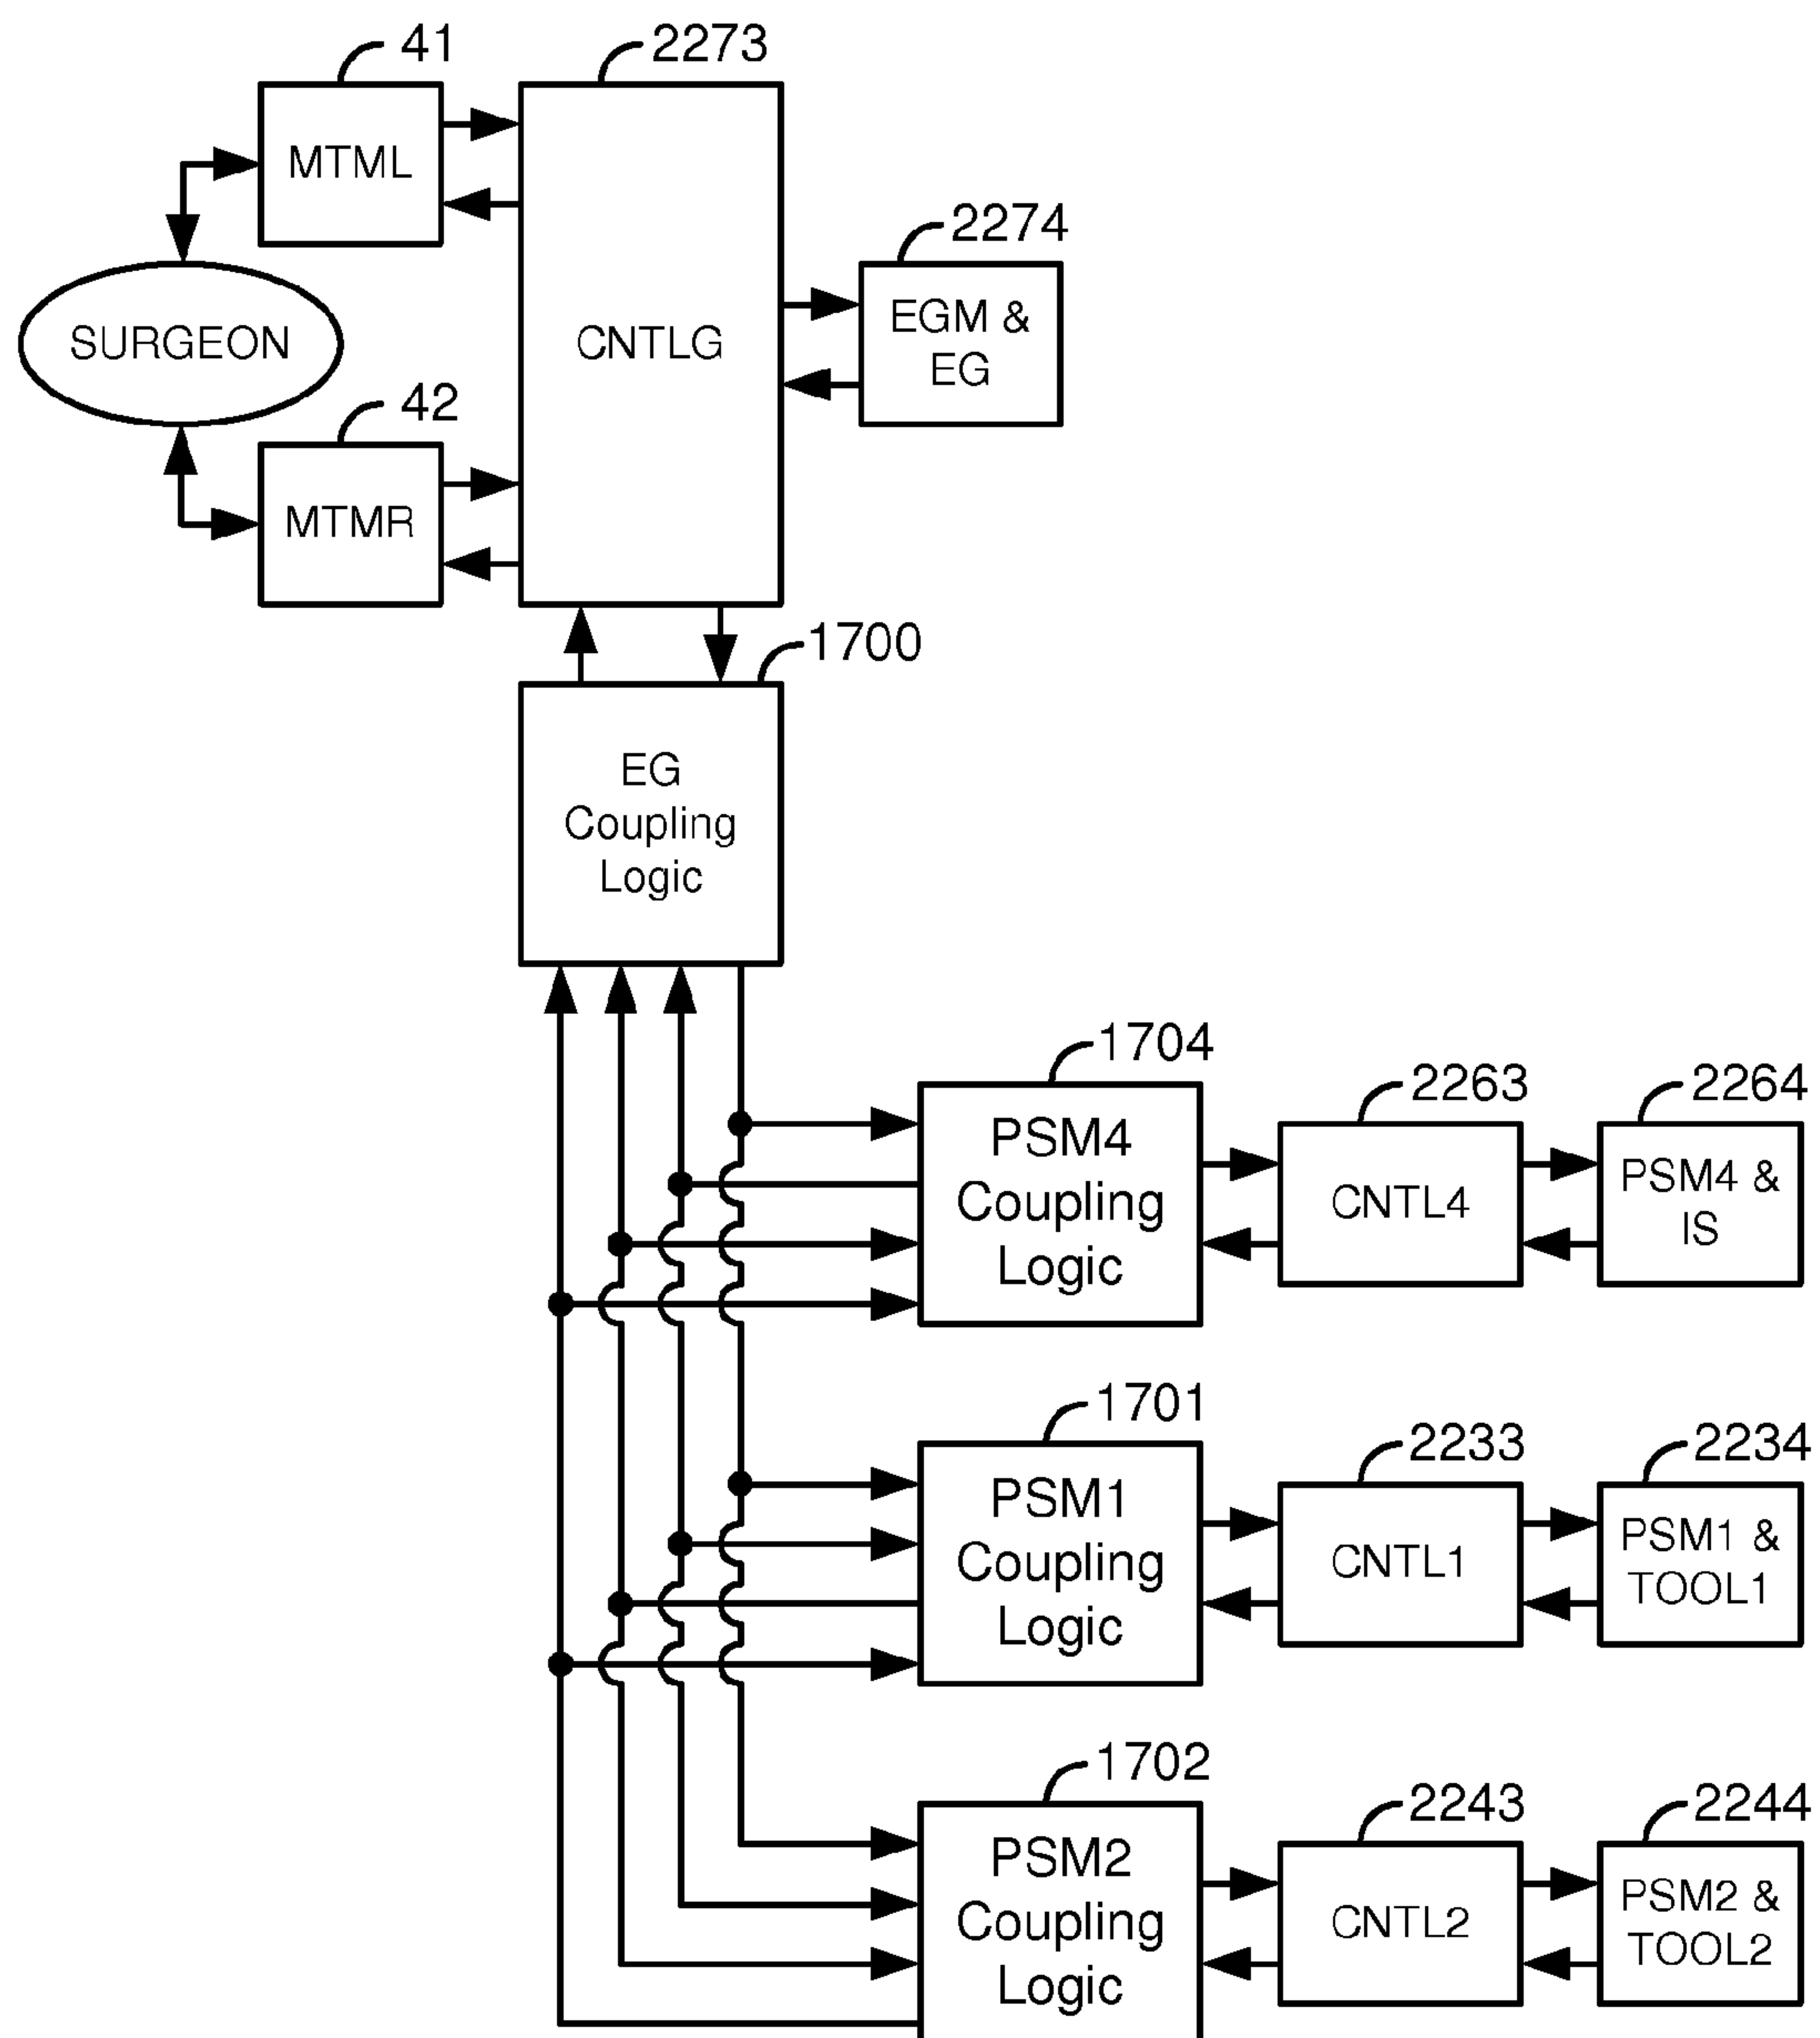 41
2273
MTML
2274
EGM &
EG
SURGEON
CNTLG
42
MTMR
1700
EG
Coupling
Logic
1704
2263
2264
PSM4
Coupling
Logic
CNTL4
PSM4 &
IS
1701
2233
2234
PSM1
Coupling
Logic
CNTL1
PSM1 &
TOOL1
1702
2243
2244
PSM2
Coupling
Logic
CNTL2
PSM2 &
TOOL2